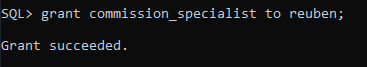 SQL> grant commission_specialist to reuben;
Grant succeeded.